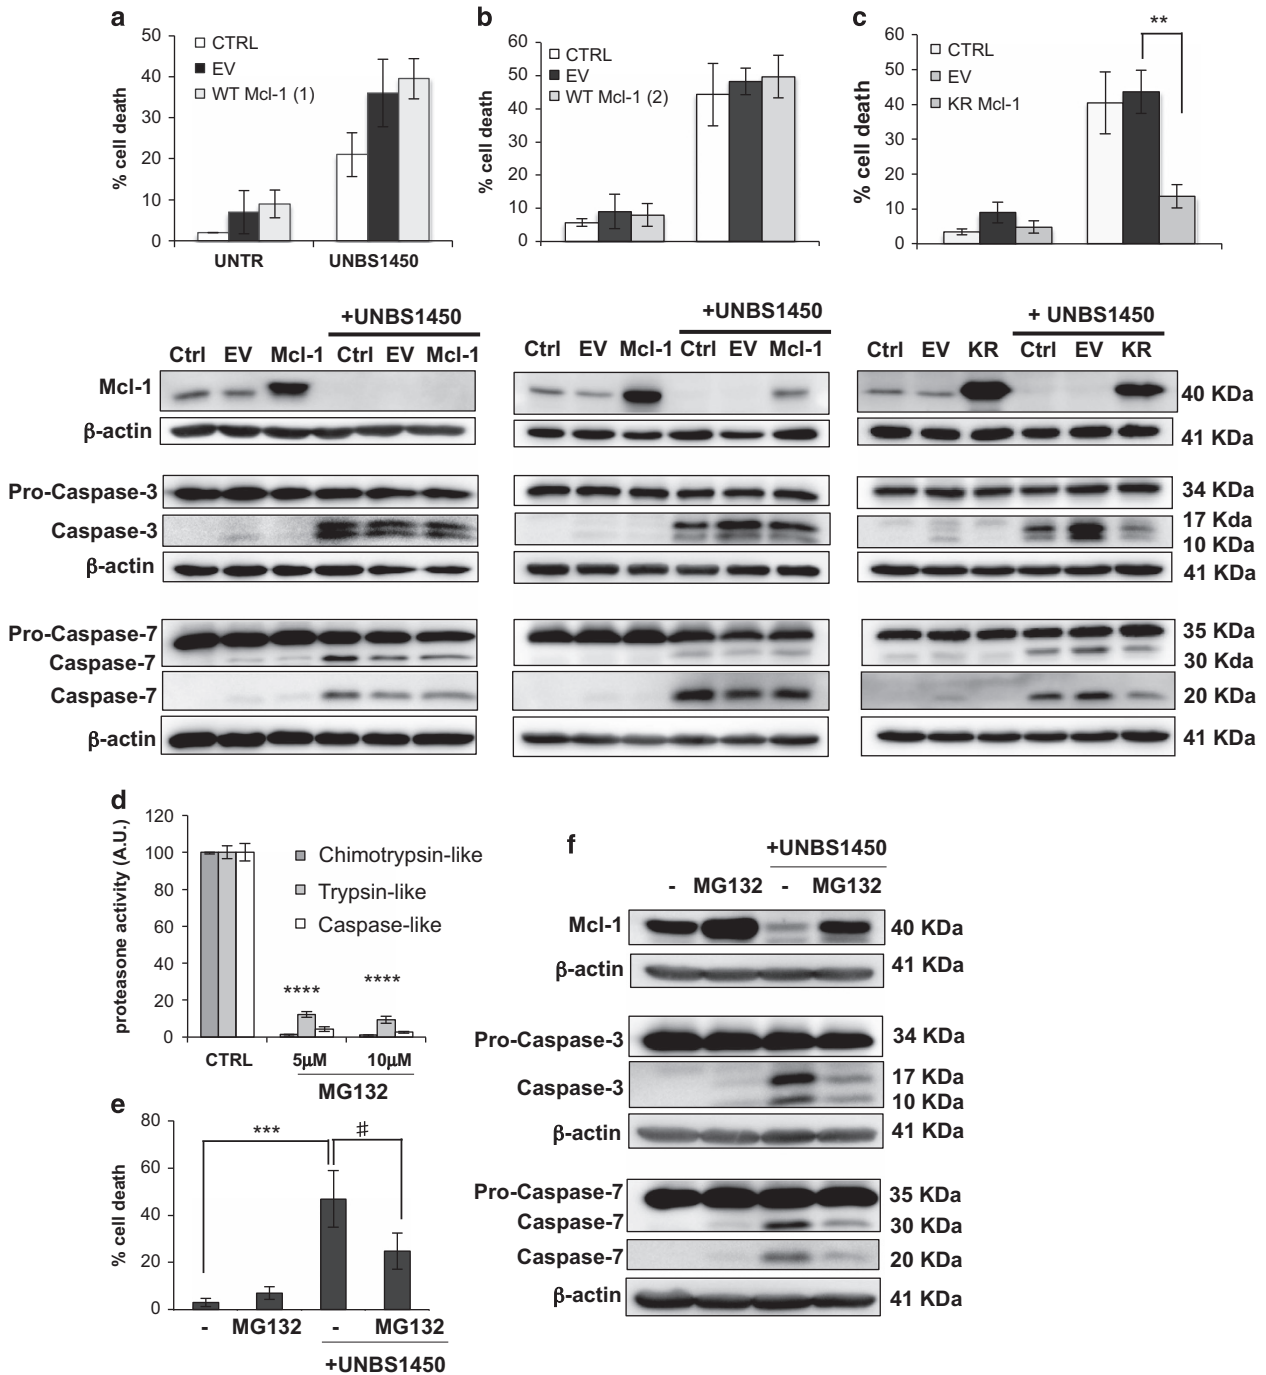 a
50
40
30
20
10
0
% cell death
CTRL
EV
WT Mcl-1 (1)
UNTR
UNBS1450
b
60
50
40
30
20
10
0
% cell death
CTRL
EV
WT Mcl-1 (2)
c
60
50
40
30
20
10
0
% cell death
CTRL
EV
KR Mcl-1
**
+UNBS1450
Ctrl EV Mcl-1 Ctrl EV Mcl-1
+UNBS1450
Ctrl EV Mcl-1 Ctrl EV Mcl-1
+ UNBS1450
Ctrl EV KR Ctrl EV KR
Mcl-1 40 KDa
β-actin 41 KDa
Pro-Caspase-3 34 KDa
Caspase-3 17 Kda
10 KDa
β-actin 41 KDa
Pro-Caspase-7 35 KDa
Caspase-7 30 Kda
Caspase-7 20 KDa
β-actin 41 KDa
d
120
100
80
60
40
20
0
proteasone activity (A.U.)
Chimotrypsin-like
Trypsin-like
Caspase-like
**** ****
CTRL 5μM 10μM
MG132
e
80
60
40
20
0
% cell death
*** #
- MG132 - MG132
+UNBS1450
f
+UNBS1450
- MG132 - MG132
Mcl-1 40 KDa
β-actin 41 KDa
Pro-Caspase-3 34 KDa
Caspase-3 17 KDa
10 KDa
β-actin 41 KDa
Pro-Caspase-7 35 KDa
Caspase-7 30 KDa
Caspase-7 20 KDa
β-actin 41 KDa